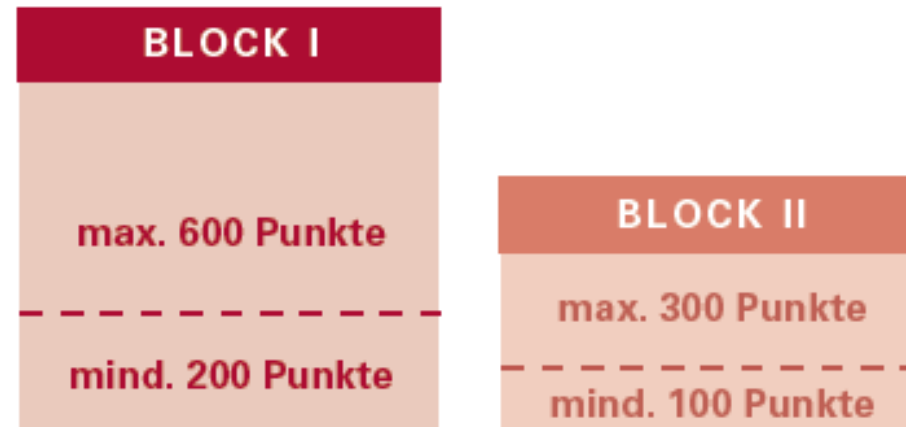 BLOCK I
max. 600 Punkte
mind. 200 Punkte
BLOCK II
max. 300 Punkte
mind. 100 Punkte